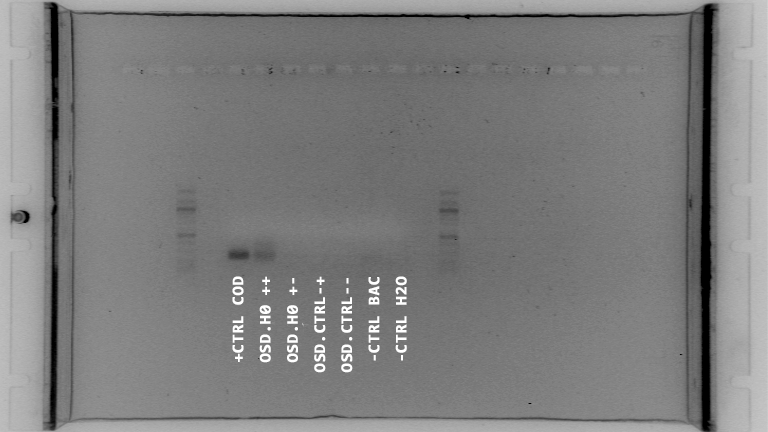 +CTRL COD
OSD.H0 ++
OSD.H0 +-
OSD.CTRL-+
OSD.CTRL--
-CTRL BAC
-CTRL H2O